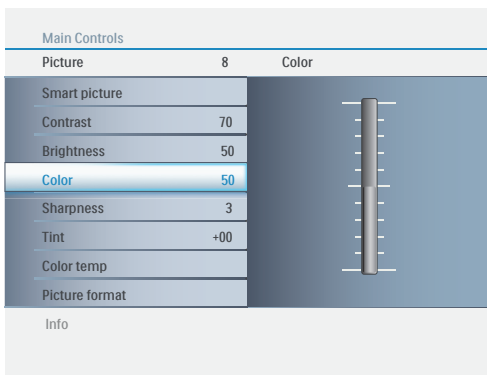 Main Controls
Picture 8 Color
Smart picture
Contrast 70
Brightness 50
Color 50
Sharpness 3
Tint +00
Color temp
Picture format
Info